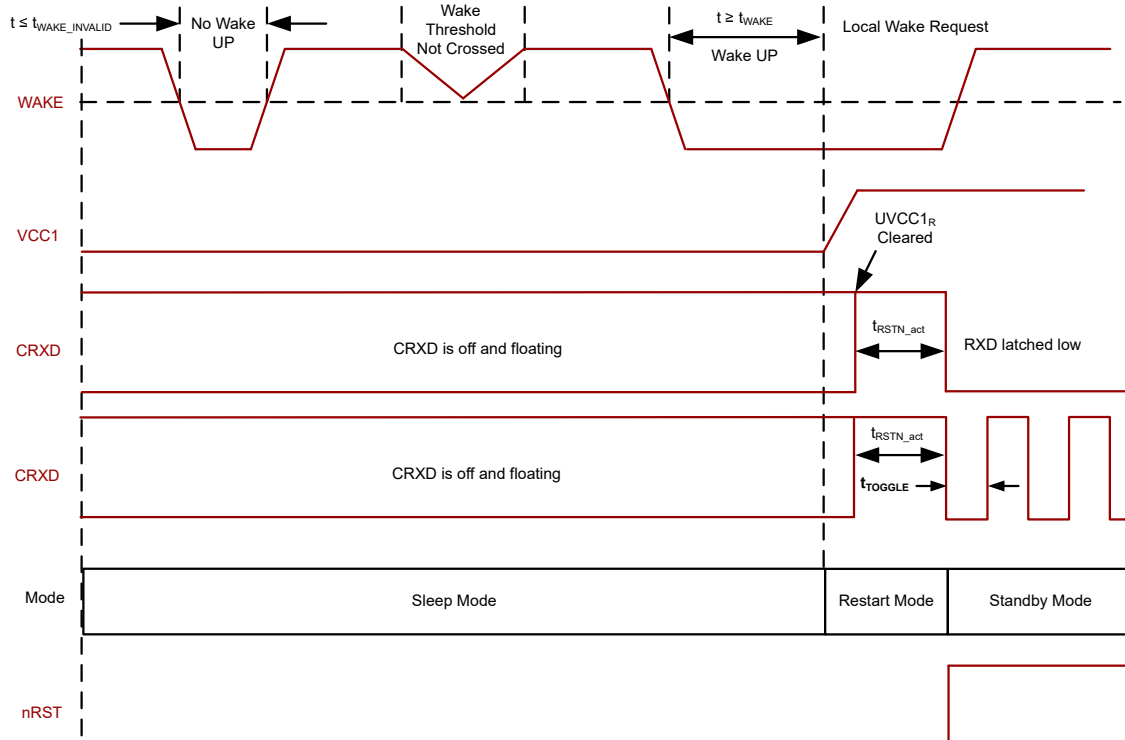 t ≤ tWAKE_INVALID
No Wake
UP
Wake
Threshold
Not Crossed
t ≥ tWAKE
Wake UP
Local Wake Request
WAKE
VCC1
UVCC1R
Cleared
CRXD
CRXD is off and floating
tRSTN_act
RXD latched low
CRXD
CRXD is off and floating
tRSTN_act
tTOGGLE
Mode
Sleep Mode
Restart Mode
Standby Mode
nRST